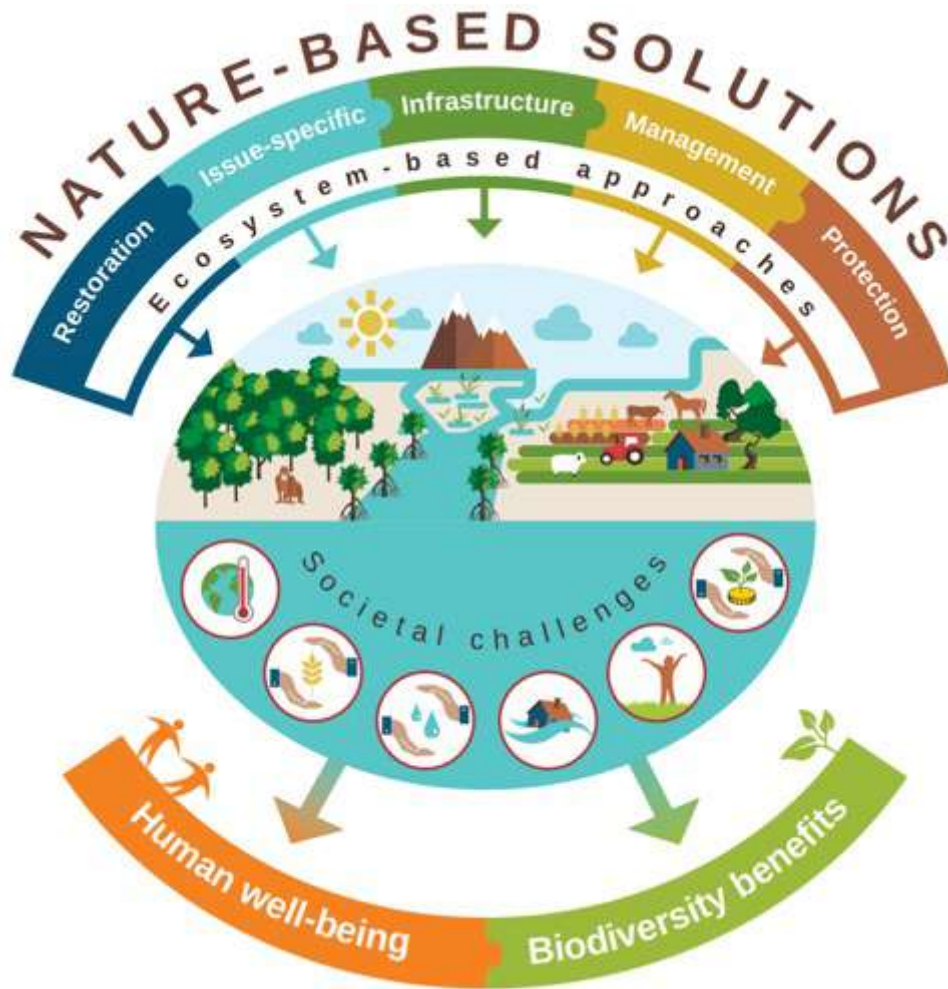 NATURE-BASED SOLUTIONS
Restoration
Issue-specific
Infrastructure
Management
Protection
Ecosystem-based approaches
Societal challenges
Human well-being
Biodiversity benefits